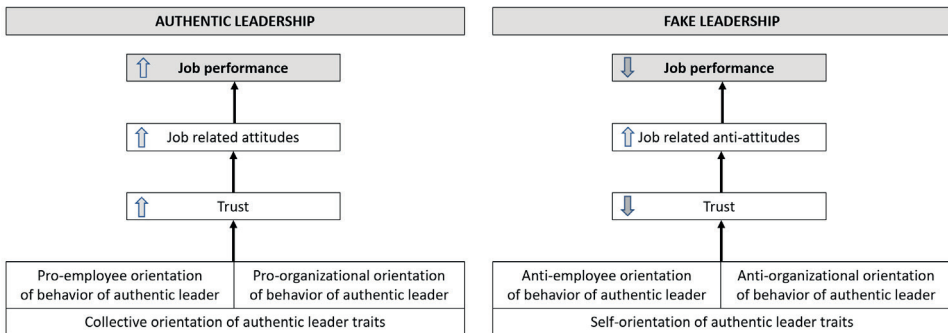 AUTHENTIC LEADERSHIP
Job performance
Job related attitudes
Trust
Pro-employee orientation
of behavior of authentic leader
Pro-organizational orientation
of behavior of authentic leader
Collective orientation of authentic leader traits
FAKE LEADERSHIP
Job performance
Job related anti-attitudes
Trust
Anti-employee orientation
of behavior of authentic leader
Anti-organizational orientation
of behavior of authentic leader
Self-orientation of authentic leader traits